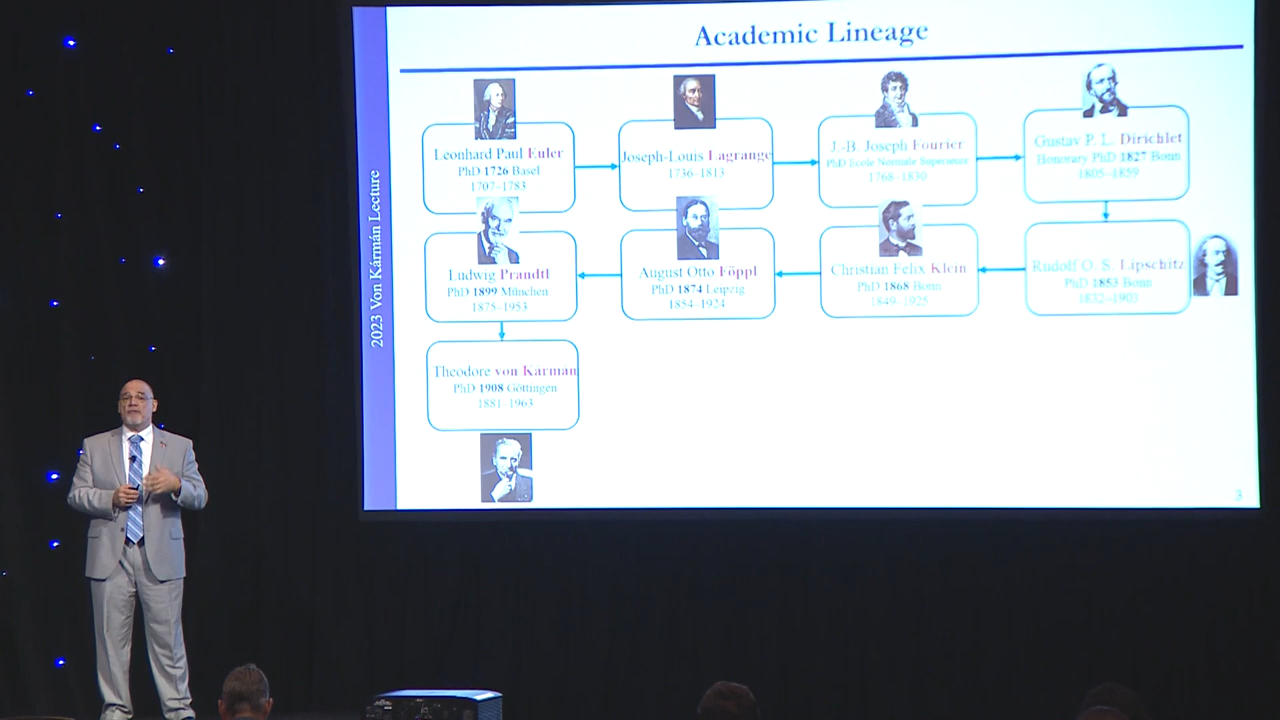 Academic Lineage
2023 Von Kármán Lecture
Leonhard Paul Euler
PhD 1726 Basel
1707–1783
Joseph-Louis Lagrange
1736–1813
J.-B. Joseph Fourier
PhD École Normale Supérieure
1768–1830
Gustav P. L. Dirichlet
Honorary PhD 1827 Bonn
1805–1859
Rudolf O. S. Lipschitz
PhD 1853 Bonn
1832–1903
Christian Felix Klein
PhD 1868 Bonn
1849–1925
August Otto Föppl
PhD 1874 Leipzig
1854–1924
Ludwig Prandtl
PhD 1899 München
1875–1953
Theodore von Kármán
PhD 1908 Göttingen
1881–1963
3